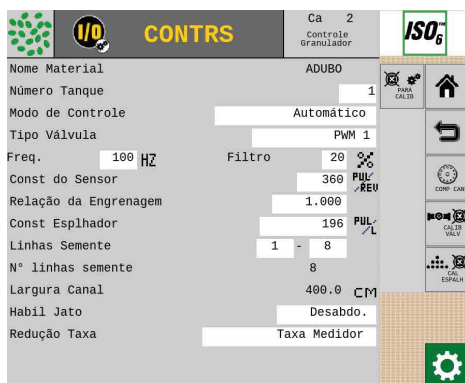 I/O CONTRS Ca 2 ISO™
Controle 6
Granulador
Nome Material ADUBO
Número Tanque 1
Modo de Controle Automático
Tipo Válvula PWM 1
Freq. 100 HZ Filtro 20 %
Const do Sensor 360 PUL/REV
Relação da Engrenagem 1.000
Const Esplhador 196 PUL/L
Linhas Semente 1 - 8
N° linhas semente 8
Largura Canal 400.0 CM
Habil Jato Desabdo.
Redução Taxa Taxa Medidor
PARA
CALIB
COMP CAN
CALIB
VÁLV
CAL
ESPALH